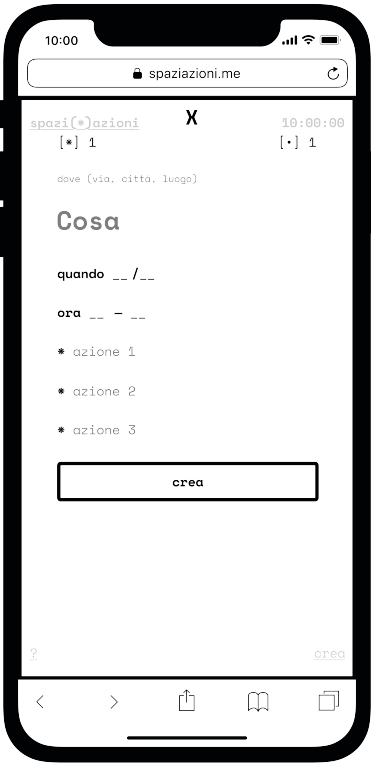 10:00
spaziazioni.me
X
spazi(*)azioni 10:00:00
[*] 1 [•] 1
dove (via, città, luogo)
Cosa
quando __ /__
ora __ — __
* azione 1
* azione 2
* azione 3
crea
? crea